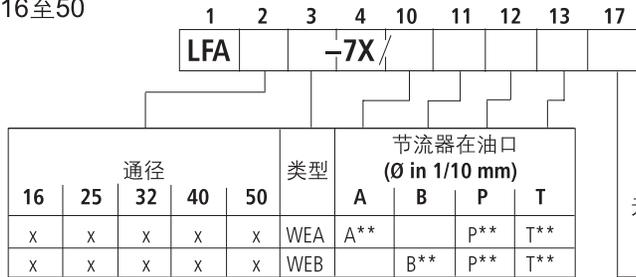 16至50
1 2 3 4 10 11 12 13 17
LFA –7X/
通径 类型 节流器在油口
(Ø in 1/10 mm)
16 25 32 40 50 A B P T
x x x x x WEA A** P** T**
x x x x x WEB B** P** T**